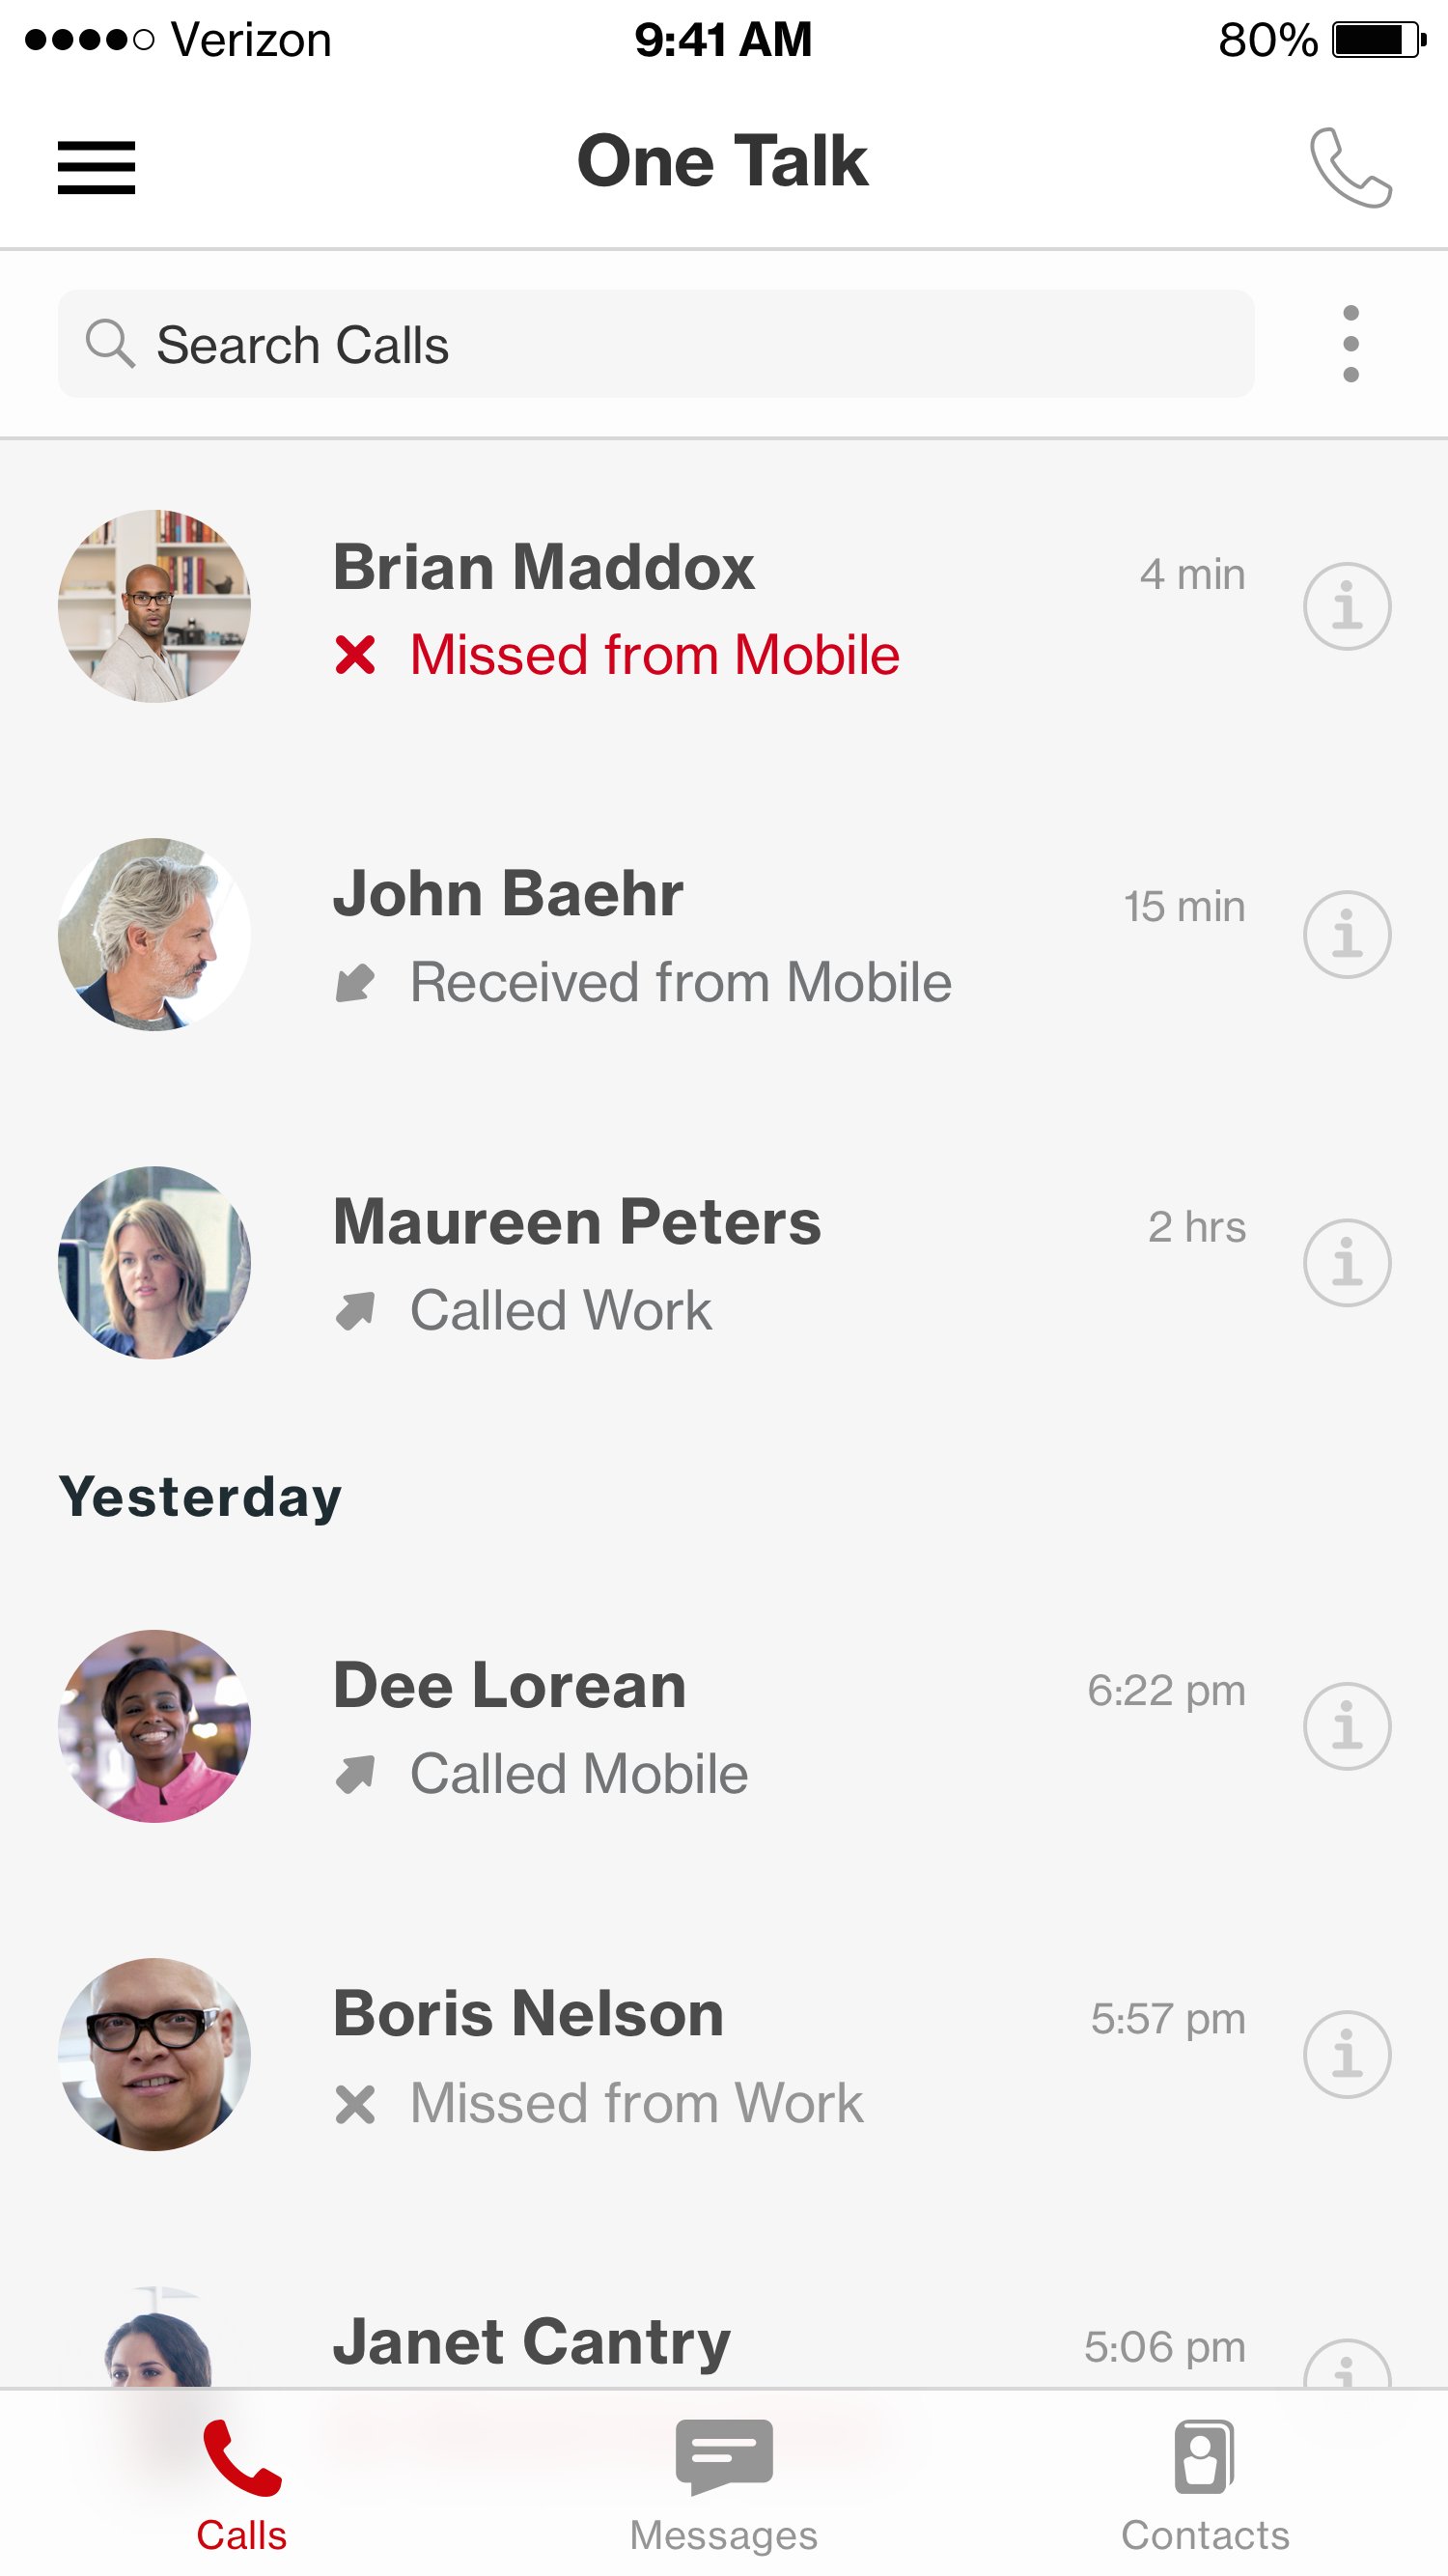 Verizon 9:41 AM 80%
One Talk
Search Calls
Brian Maddox 4 min
Missed from Mobile
John Baehr 15 min
Received from Mobile
Maureen Peters 2 hrs
Called Work
Yesterday
Dee Lorean 6:22 pm
Called Mobile
Boris Nelson 5:57 pm
Missed from Work
Janet Cantry 5:06 pm
Calls Messages Contacts